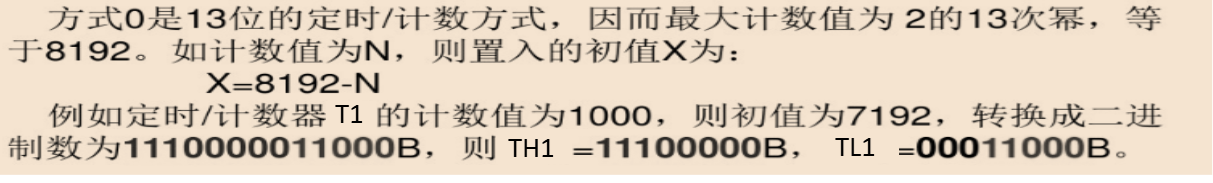 方式0是13位的定时/计数方式，因而最大计数值为 2的13次幂，等
于8192。如计数值为N，则置入的初值X为：
X=8192-N
例如定时/计数器 T1 的计数值为1000，则初值为7192，转换成二进
制数为1110000011000B，则 TH1 =11100000B， TL1 =00011000B。